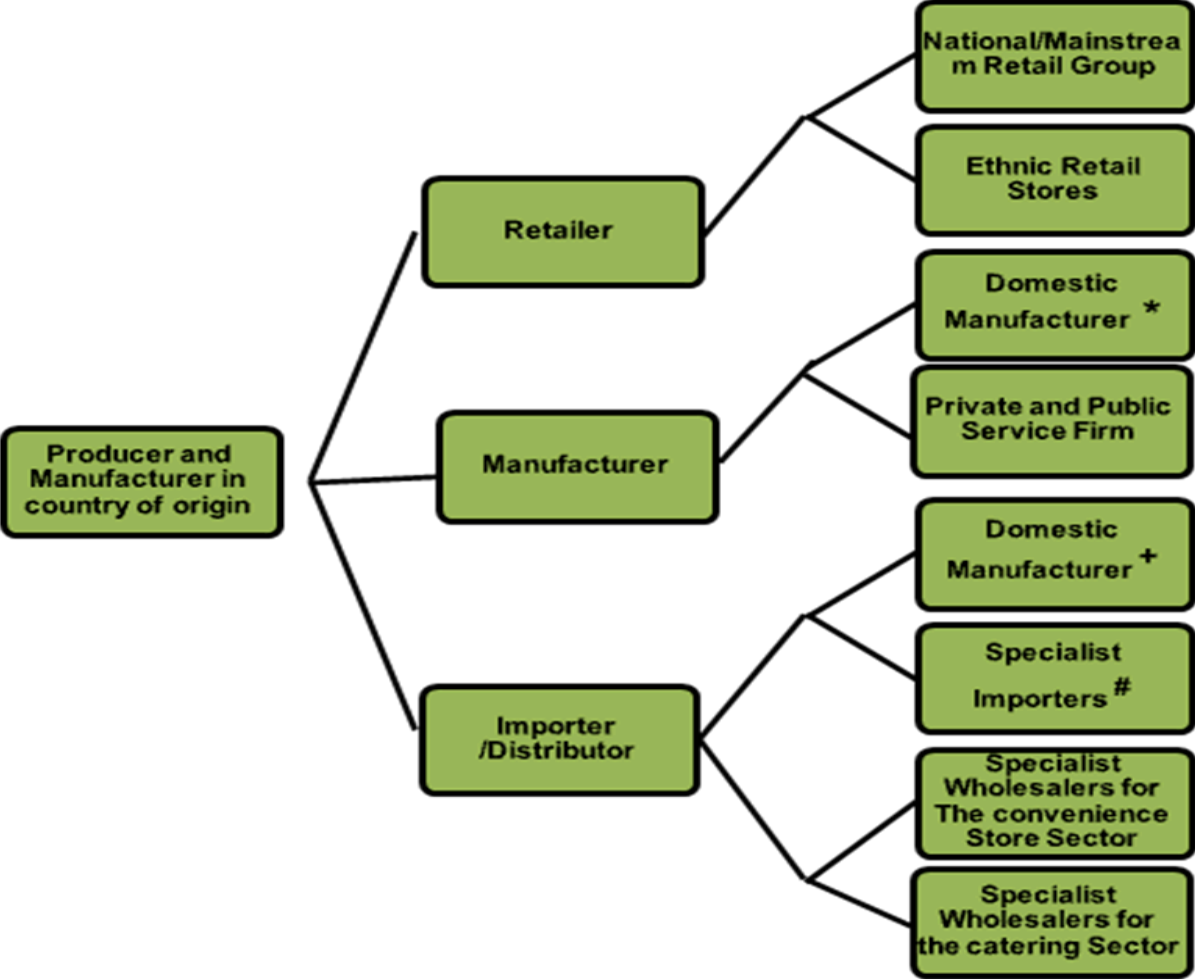 National/Mainstrea
m Retail Group
Ethnic Retail
Stores
Retailer
Domestic
Manufacturer *
Private and Public
Service Firm
Manufacturer
Producer and
Manufacturer in
country of origin
Domestic
Manufacturer +
Specialist
Importers #
Importer
/Distributor
Specialist
Wholesalers for
The convenience
Store Sector
Specialist
Wholesalers for
the catering Sector